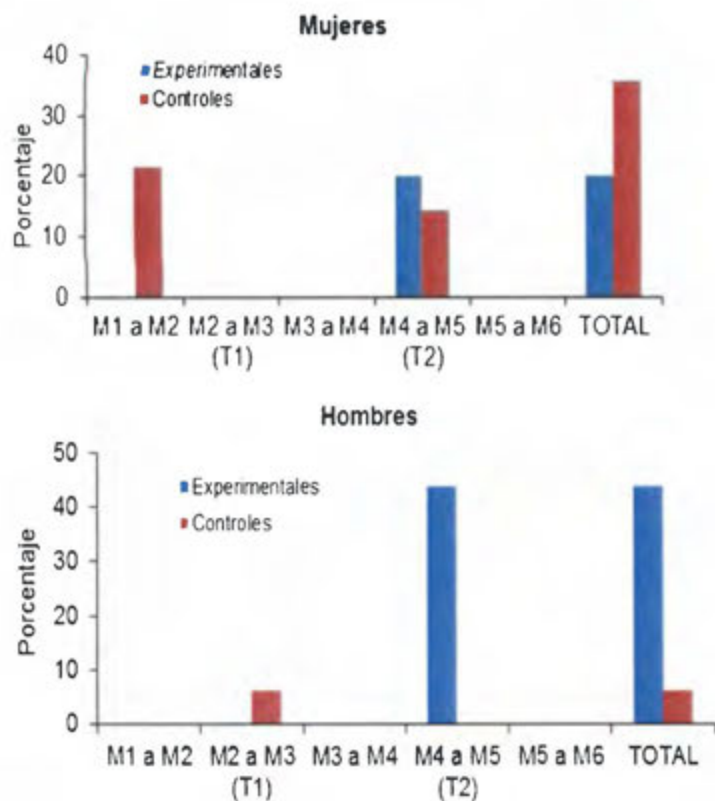 Mujeres
40
Experimentales
Controles
30
20
10
0
Porcentaje
M1 a M2 M2 a M3 M3 a M4 M4 a M5 M5 a M6 TOTAL
(T1) (T2)
Hombres
50
Experimentales
40
Controles
30
20
10
0
Porcentaje
M1 a M2 M2 a M3 M3 a M4 M4 a M5 M5 a M6 TOTAL
(T1) (T2)